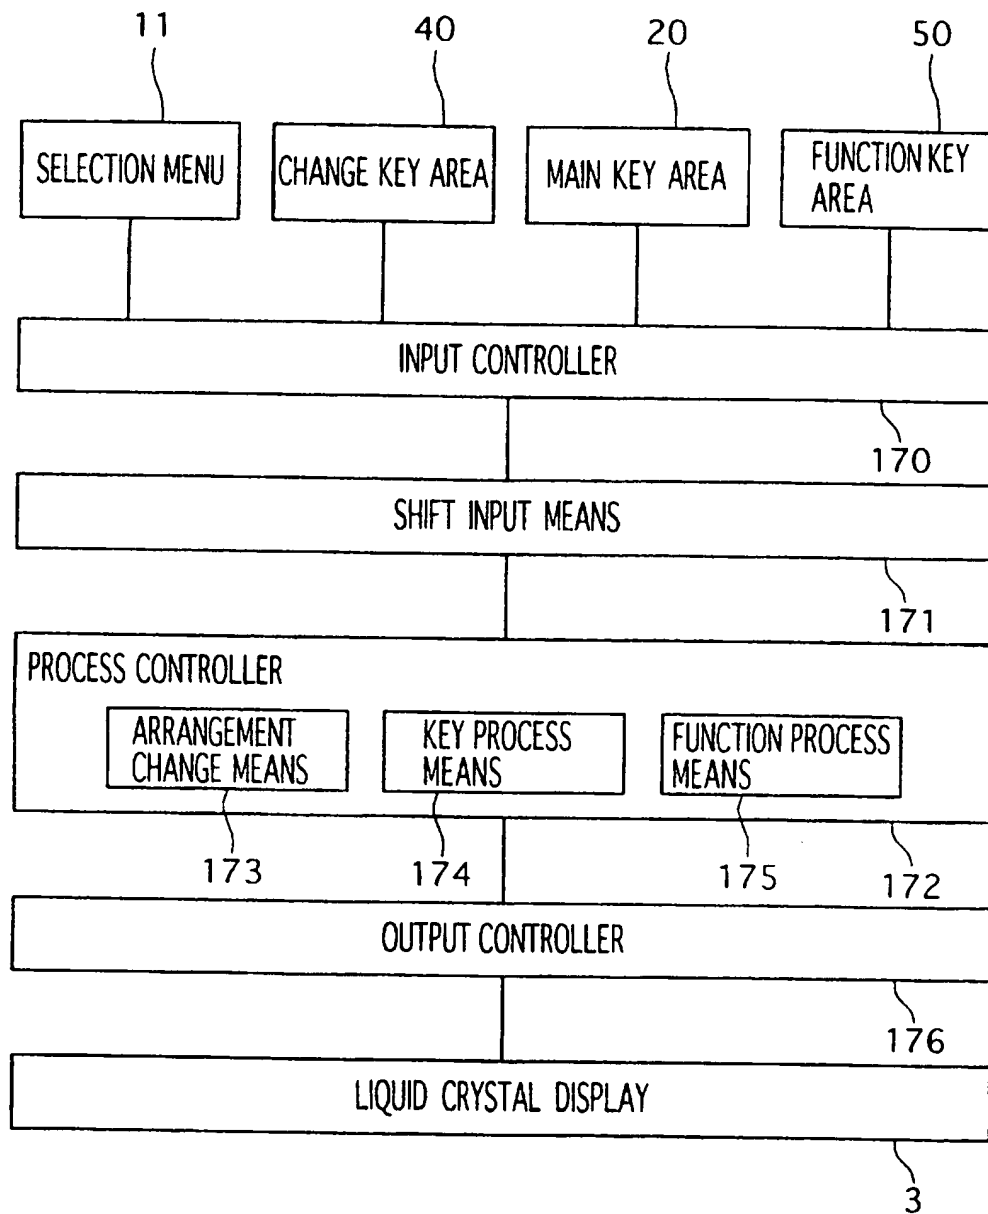 11
40
20
50
SELECTION MENU
CHANGE KEY AREA
MAIN KEY AREA
FUNCTION KEY
AREA
INPUT CONTROLLER
170
SHIFT INPUT MEANS
171
PROCESS CONTROLLER
ARRANGEMENT
CHANGE MEANS
KEY PROCESS
MEANS
FUNCTION PROCESS
MEANS
173
174
175
172
OUTPUT CONTROLLER
176
LIQUID CRYSTAL DISPLAY
3